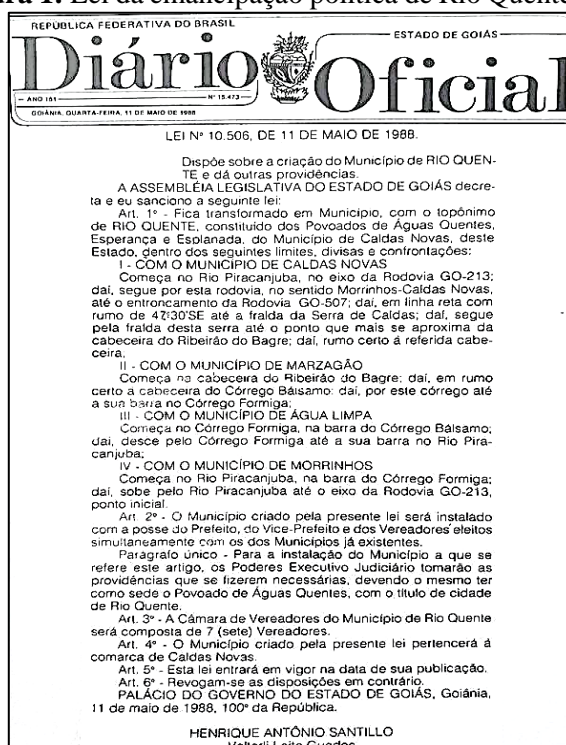 ra 1. Lei da emancipação política de Rio Quente
REPÚBLICA FEDERATIVA DO BRASIL
ESTADO DE GOIÁS
Diário Oficial
ANO 151
Nº 15.473
GOIÂNIA, QUARTA-FEIRA, 11 DE MAIO DE 1988
LEI Nº 10.506, DE 11 DE MAIO DE 1988.
Dispõe sobre a criação do Município de RIO QUEN-
TE e dá outras providências.
A ASSEMBLÉIA LEGISLATIVA DO ESTADO DE GOIÁS decre-
ta e eu sanciono a seguinte lei:
Art. 1º - Fica transformado em Município, com o topônimo
de RIO QUENTE, constituído dos Povoados de Águas Quentes,
Esperança e Esplanada, do Município de Caldas Novas, deste
Estado, dentro dos seguintes limites, divisas e confrontações:
I - COM O MUNICÍPIO DE CALDAS NOVAS
Começa no Rio Piracanjuba, no eixo da Rodovia GO-213;
daí, segue por esta rodovia, no sentido Morrinhos-Caldas Novas,
até o entroncamento da Rodovia GO-507; daí, em linha reta com
rumo de 47º30'SE até a fralda da Serra de Caldas; daí, segue
pela fralda desta serra até o ponto que mais se aproxima da
cabeceira do Ribeirão do Bagre; daí, rumo certo à referida cabe-
ceira;
II - COM O MUNICÍPIO DE MARZAGÃO
Começa na cabeceira do Ribeirão do Bagre; daí, em rumo
certo à cabeceira do Córrego Bálsamo; daí, por este córrego até
a sua barra no Córrego Formiga;
III - COM O MUNICÍPIO DE ÁGUA LIMPA
Começa no Córrego Formiga, na barra do Córrego Bálsamo;
daí, desce pelo Córrego Formiga até a sua barra no Rio Pira-
canjuba;
IV - COM O MUNICÍPIO DE MORRINHOS
Começa no Rio Piracanjuba, na barra do Córrego Formiga;
daí, sobe pelo Rio Piracanjuba até o eixo da Rodovia GO-213,
ponto inicial.
Art. 2º - O Município criado pela presente lei será instalado
com a posse do Prefeito, do Vice-Prefeito e dos Vereadores efeitos
simultaneamente com os dos Municípios já existentes.
Parágrafo único - Para a instalação do Município a que se
refere este artigo, os Poderes Executivo Judiciário tomarão as
providências que se fizerem necessárias, devendo o mesmo ter
como sede o Povoado de Águas Quentes, com o título de cidade
de Rio Quente.
Art. 3º - A Câmara de Vereadores do Município de Rio Quente
será composta de 7 (sete) Vereadores.
Art. 4º - O Município criado pela presente lei pertencerá à
comarca de Caldas Novas.
Art. 5º - Esta lei entrará em vigor na data de sua publicação.
Art. 6º - Revogam-se as disposições em contrário.
PALÁCIO DO GOVERNO DO ESTADO DE GOIÁS, Goiânia,
11 de maio de 1988, 100º da República.
HENRIQUE ANTÔNIO SANTILLO